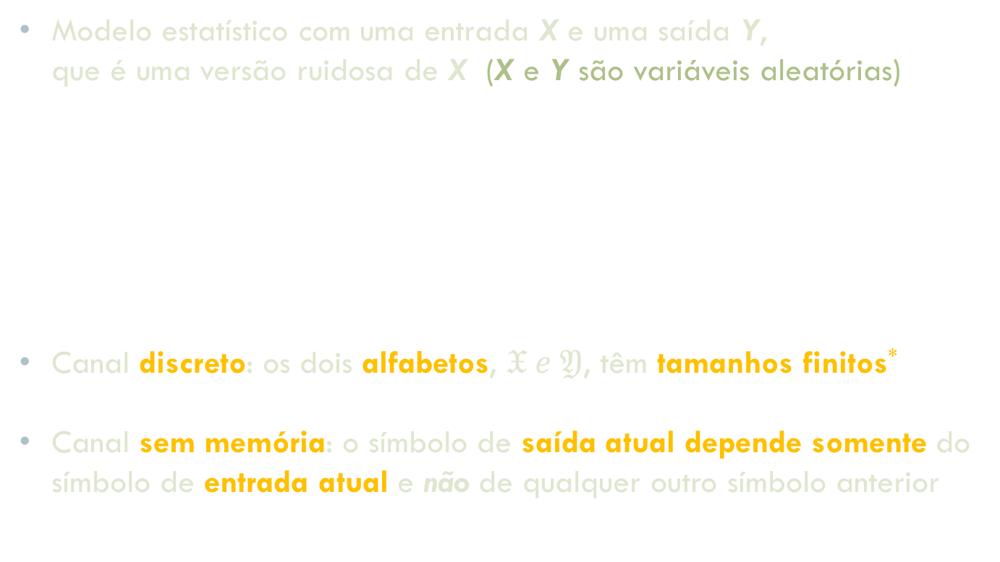 • Modelo estatístico com uma entrada X e uma saída Y,
que é uma versão ruidosa de X (X e Y são variáveis aleatórias)
• Canal discreto: os dois alfabetos, 𝔛 e 𝔜, têm tamanhos finitos*
• Canal sem memória: o símbolo de saída atual depende somente do
símbolo de entrada atual e não de qualquer outro símbolo anterior